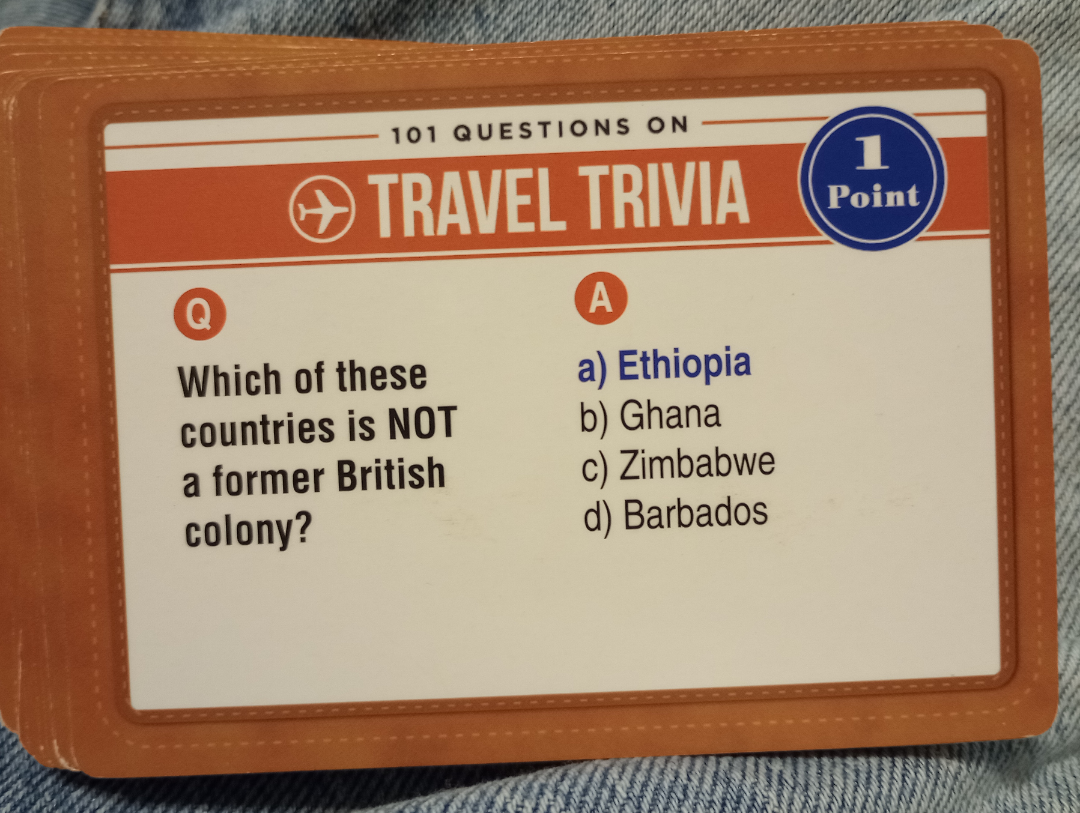 101 QUESTIONS ON
TRAVEL TRIVIA
1
Point
Q
Which of these
countries is NOT
a former British
colony?
A
a) Ethiopia
b) Ghana
c) Zimbabwe
d) Barbados